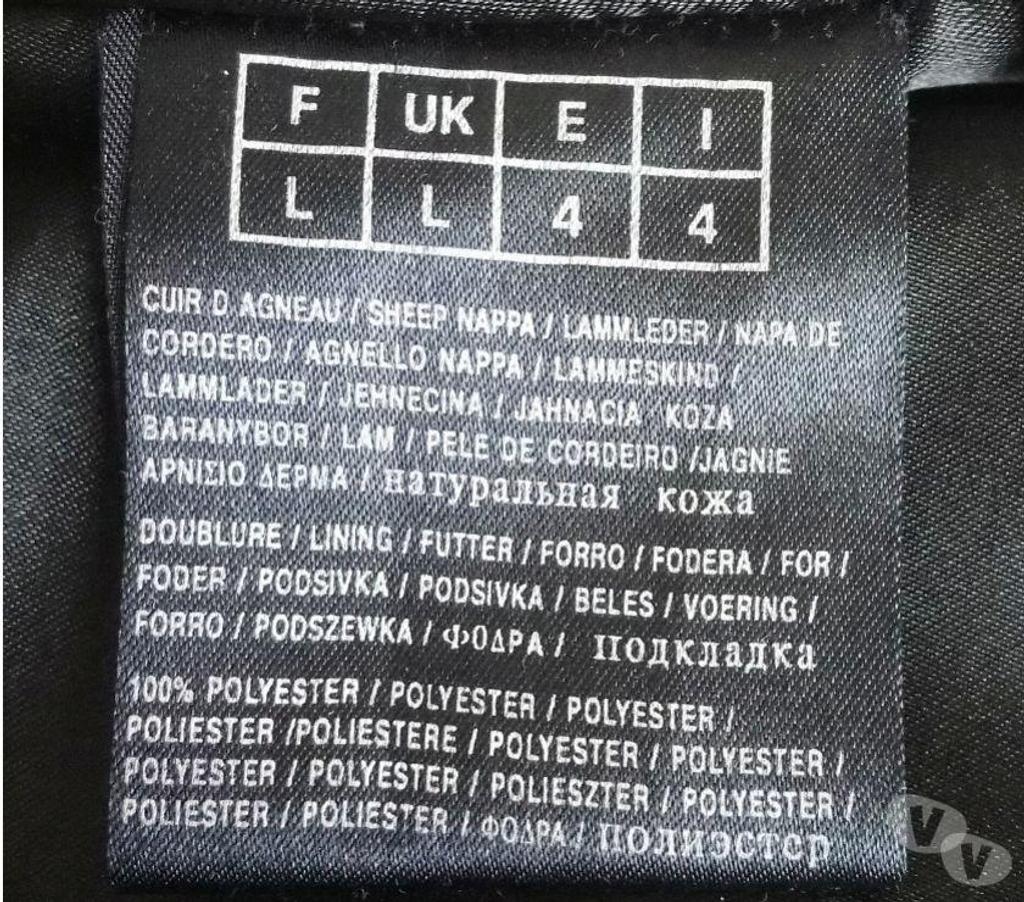 F UK E I
L L 4 4
CUIR D AGNEAU / SHEEP NAPPA / LAMMLEDER / NAPA DE
CORDERO / AGNELLO NAPPA / LAMMESKIND /
LAMMLADER / JEHNECINA / JAHNACIA KOZA
BARANYBOR / LAM / PELE DE CORDEIRO /JAGNIE
ΑΡΝΙΣΙΟ ΔΕΡΜΑ / натуральная кожа
DOUBLURE / LINING / FUTTER / FORRO / FODERA / FOR /
FODER / PODSIVKA / PODSIVKA / BELES / VOERING /
FORRO / PODSZEWKA / ΦΟΔΡΑ / подкладка
100% POLYESTER / POLYESTER / POLYESTER /
POLIESTER /POLIESTERE / POLYESTER / POLYESTER /
POLYESTER / POLYESTER / POLIESZTER / POLYESTER /
POLIESTER / POLIESTER / ΦΟΔΡΑ / полиэстер
V V